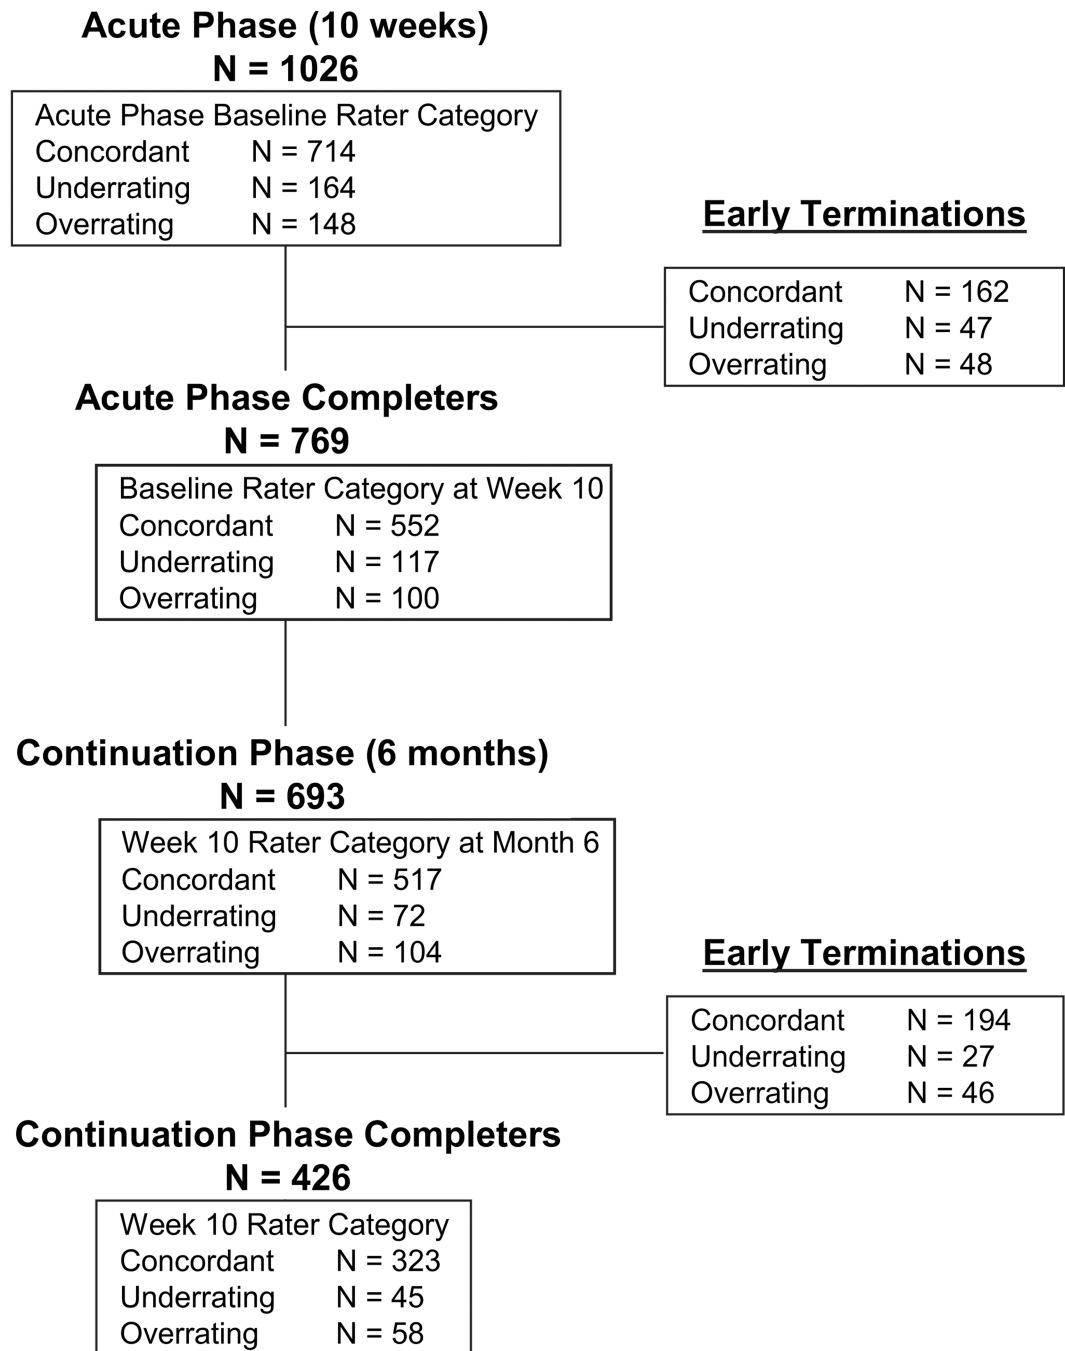 Acute Phase (10 weeks)
N = 1026
Acute Phase Baseline Rater Category
Concordant N = 714
Underrating N = 164
Overrating N = 148
Early Terminations
Concordant N = 162
Underrating N = 47
Overrating N = 48
Acute Phase Completers
N = 769
Baseline Rater Category at Week 10
Concordant N = 552
Underrating N = 117
Overrating N = 100
Continuation Phase (6 months)
N = 693
Week 10 Rater Category at Month 6
Concordant N = 517
Underrating N = 72
Overrating N = 104
Early Terminations
Concordant N = 194
Underrating N = 27
Overrating N = 46
Continuation Phase Completers
N = 426
Week 10 Rater Category
Concordant N = 323
Underrating N = 45
Overrating N = 58